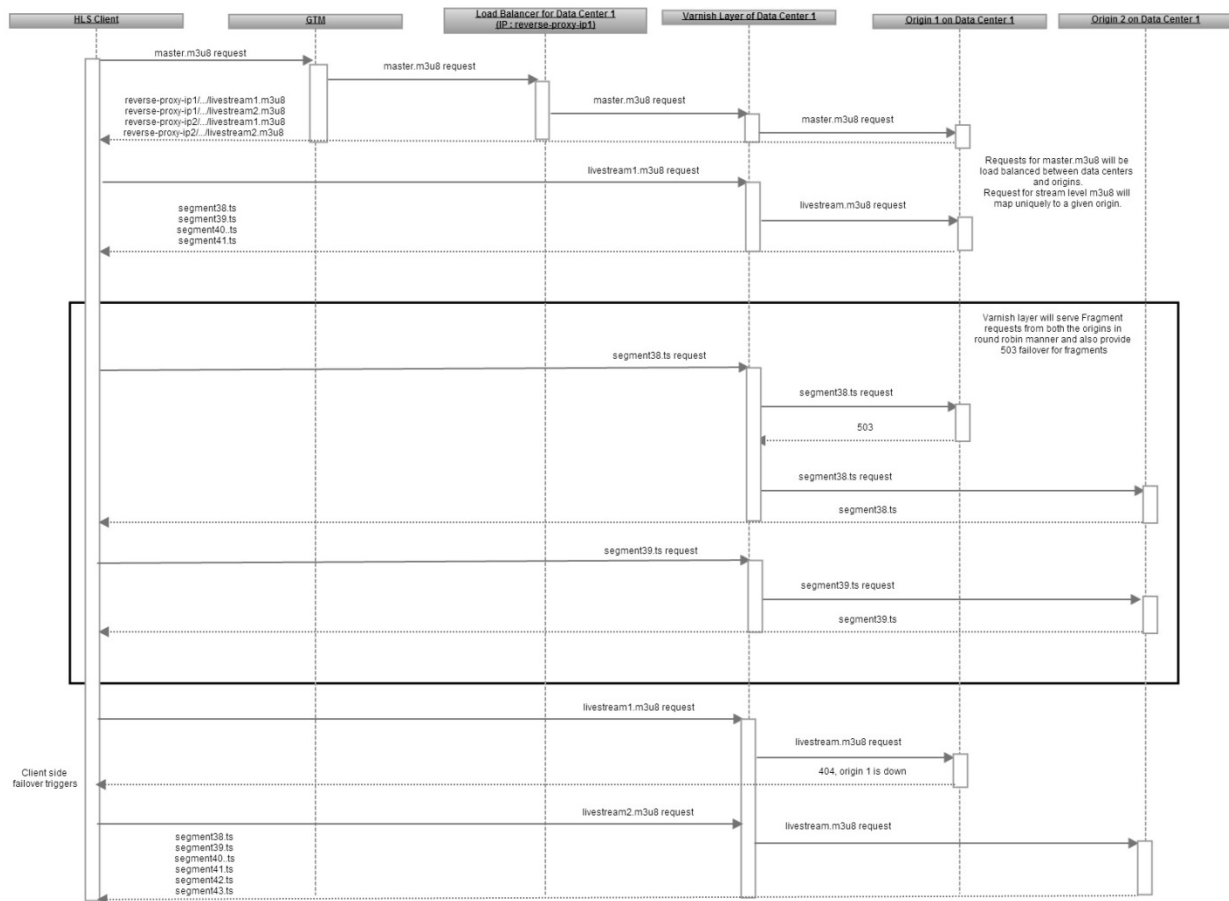 HLS Client
GTM
Load Balancer for Data Center 1
(IP : reverse-proxy-ip1)
Varnish Layer of Data Center 1
Origin 1 on Data Center 1
Origin 2 on Data Center 1
master.m3u8 request
master.m3u8 request
master.m3u8 request
master.m3u8 request
reverse-proxy-ip1/.../livestream1.m3u8
reverse-proxy-ip1/.../livestream2.m3u8
reverse-proxy-ip2/.../livestream1.m3u8
reverse-proxy-ip2/.../livestream2.m3u8
Requests for master.m3u8 will be
load balanced between data centers
and origins.
Request for stream level m3u8 will
map uniquely to a given origin.
livestream1.m3u8 request
livestream.m3u8 request
segment38.ts
segment39.ts
segment40..ts
segment41.ts
Varnish layer will serve Fragment
requests from both the origins in
round robin manner and also provide
503 failover for fragments
segment38.ts request
segment38.ts request
503
segment38.ts request
segment38.ts
segment39.ts request
segment39.ts request
segment39.ts
livestream1.m3u8 request
livestream.m3u8 request
404, origin 1 is down
Client side
failover triggers
livestream2.m3u8 request
livestream.m3u8 request
segment38.ts
segment39.ts
segment40..ts
segment41.ts
segment42.ts
segment43.ts